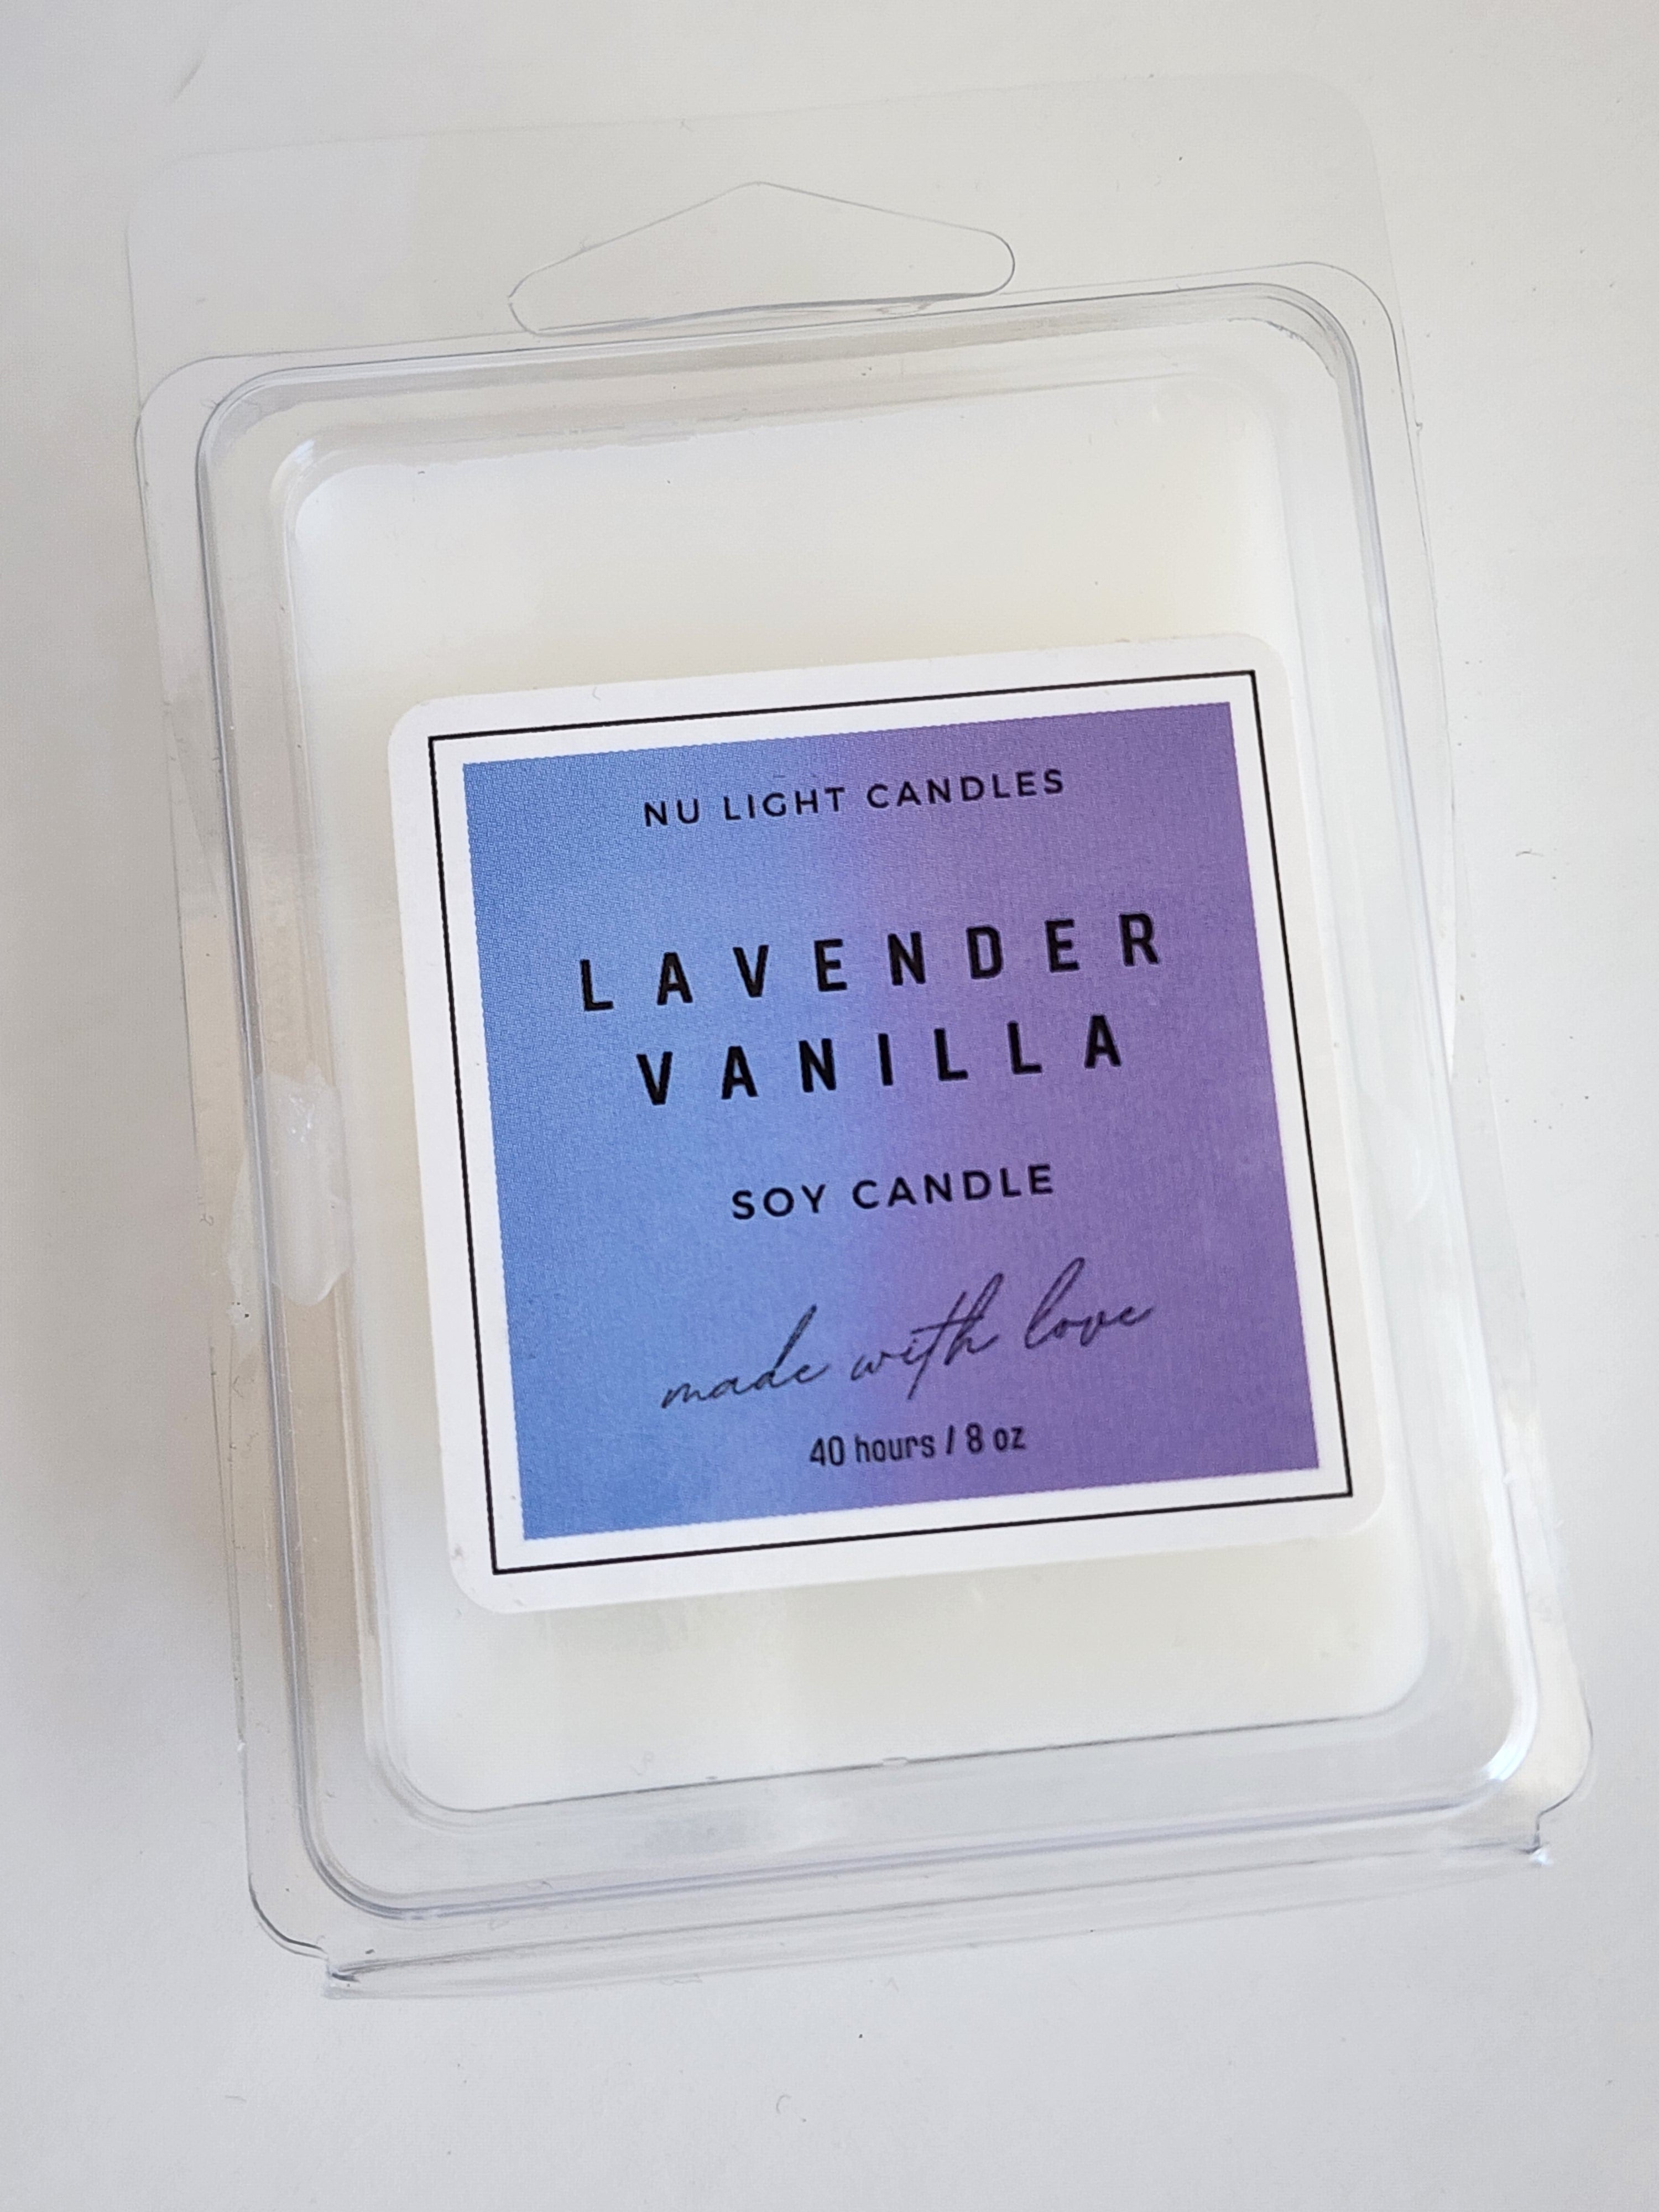 NU LIGHT CANDLES
LAVENDER
VANILLA
SOY CANDLE
made with love
40 hours / 8 oz